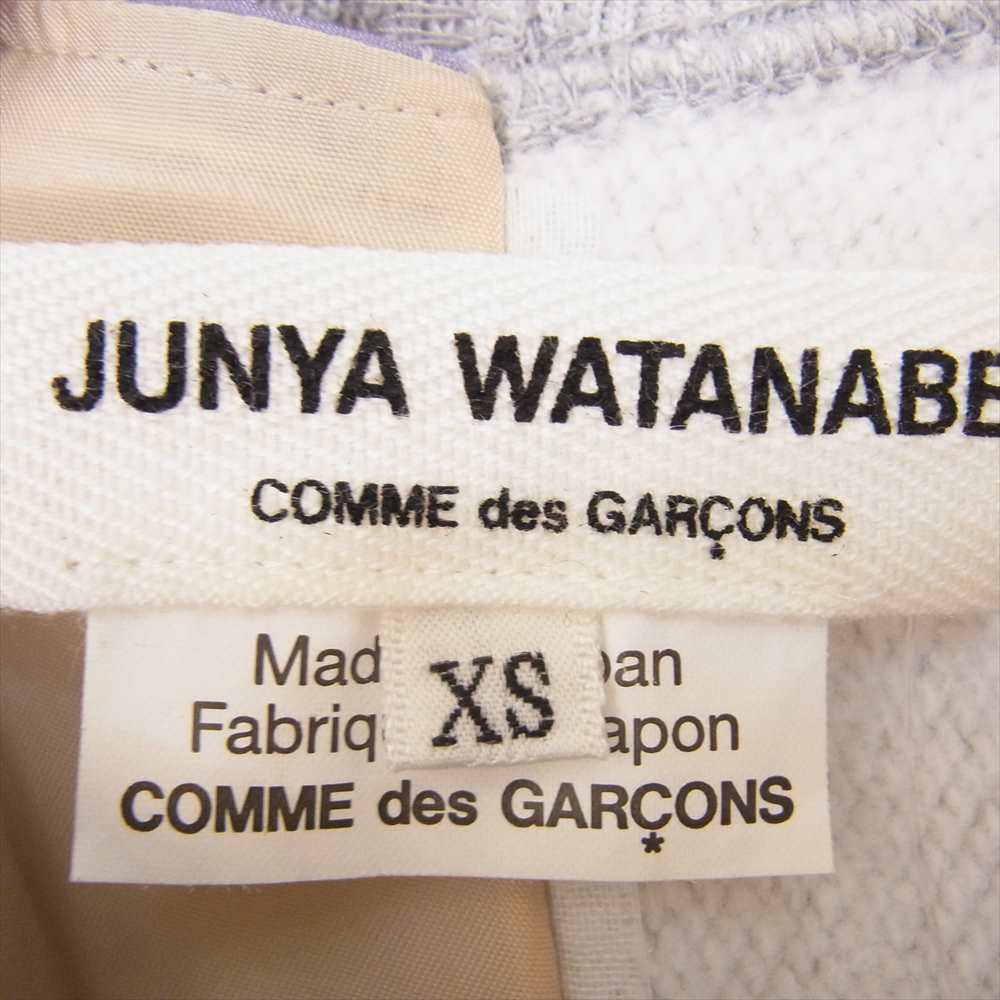 JUNYA WATANABE
COMME des GARÇONS
XS
Mad pan
Fabriq apon
COMME des GARÇONS
*